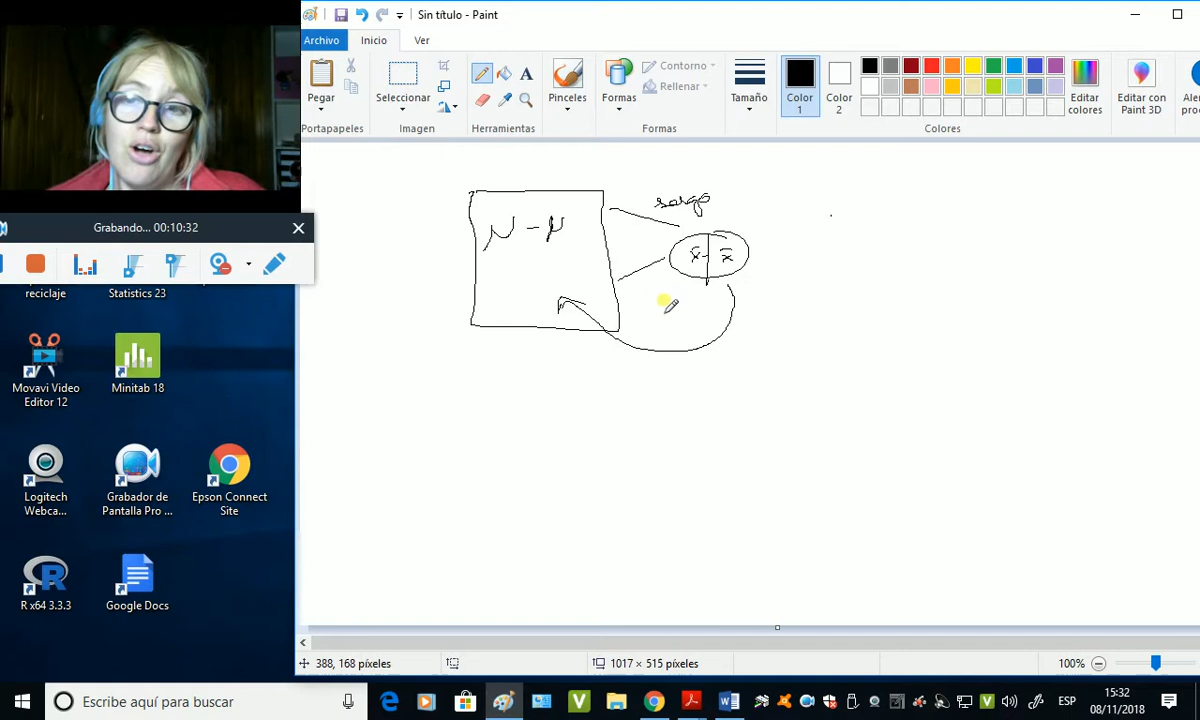 Sin título - Paint
Archivo Inicio Ver
Pegar
Seleccionar
Pinceles
Formas
Contorno
Rellenar
Tamaño
Color 1
Color 2
Editar colores
Editar con Paint 3D
Portapapeles Imagen Herramientas Formas Colores
sesgo
N - μ
x̄ - x̄
Grabando... 00:10:32
reciclaje
Statistics 23
Movavi Video Editor 12
Minitab 18
Logitech Webca...
Grabador de Pantalla Pro ...
Epson Connect Site
R x64 3.3.3
Google Docs
388, 168 píxeles
1017 × 515 píxeles
100%
Escribe aquí para buscar
ESP
15:32
08/11/2018